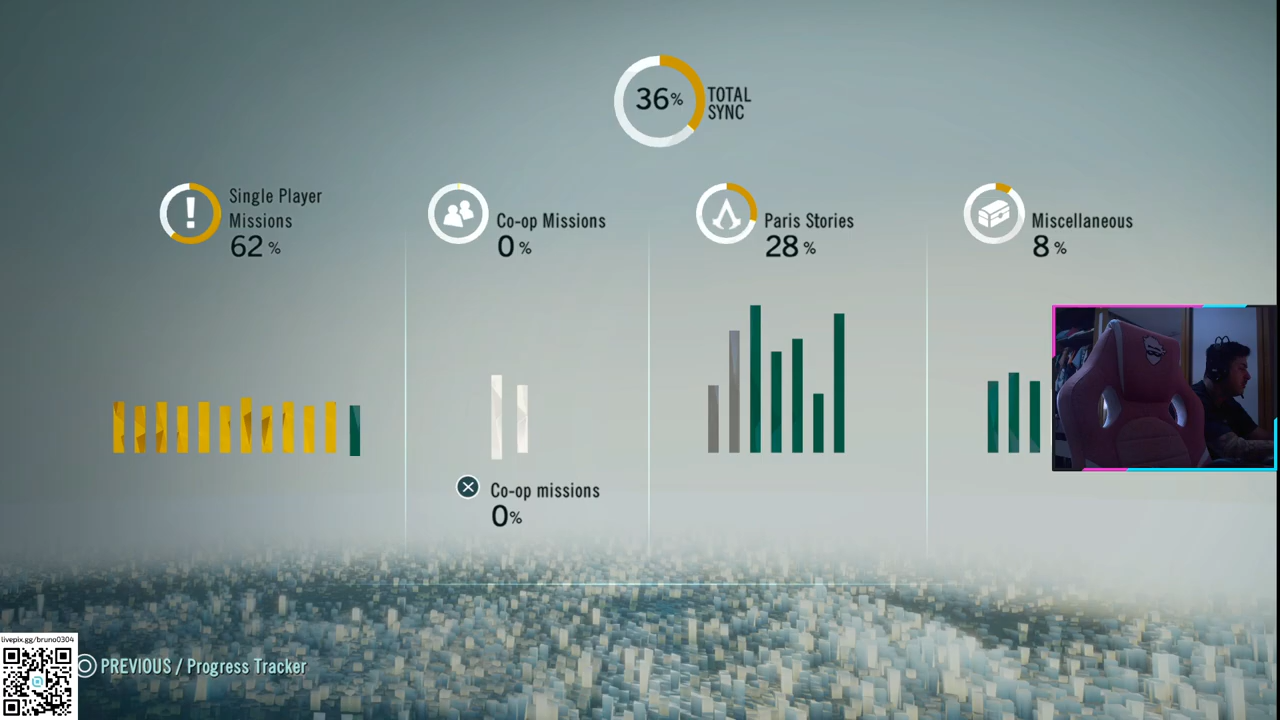 36%
TOTAL
SYNC
Single Player
Missions
62 %
Co-op Missions
0 %
Paris Stories
28 %
Miscellaneous
8 %
Co-op missions
0%
livepix.gg/bruno0304
PREVIOUS / Progress Tracker